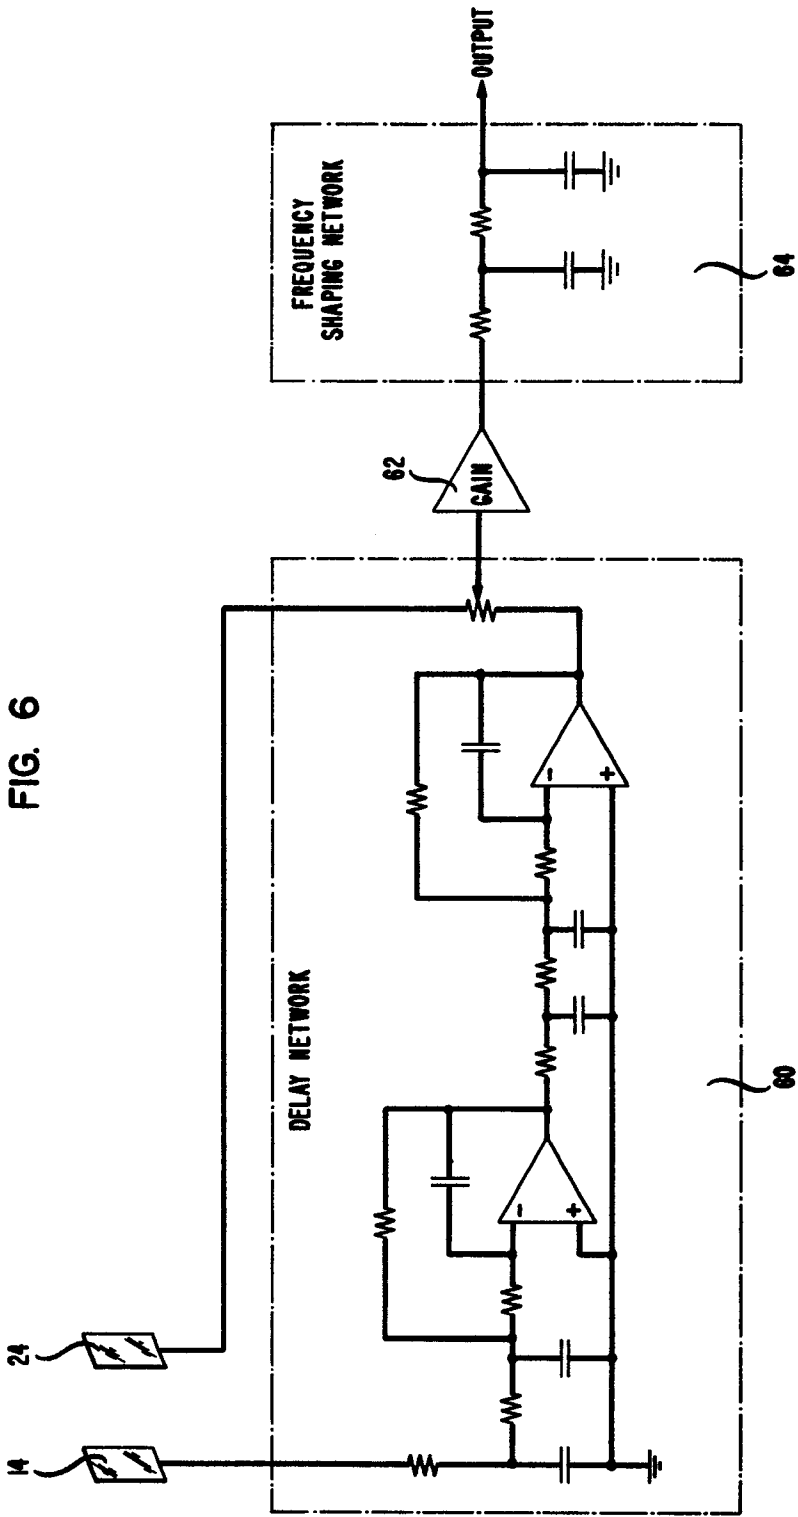 FIG. 6
14
24
DELAY NETWORK
-
+
-
+
60
62
GAIN
FREQUENCY
SHAPING NETWORK
64
OUTPUT